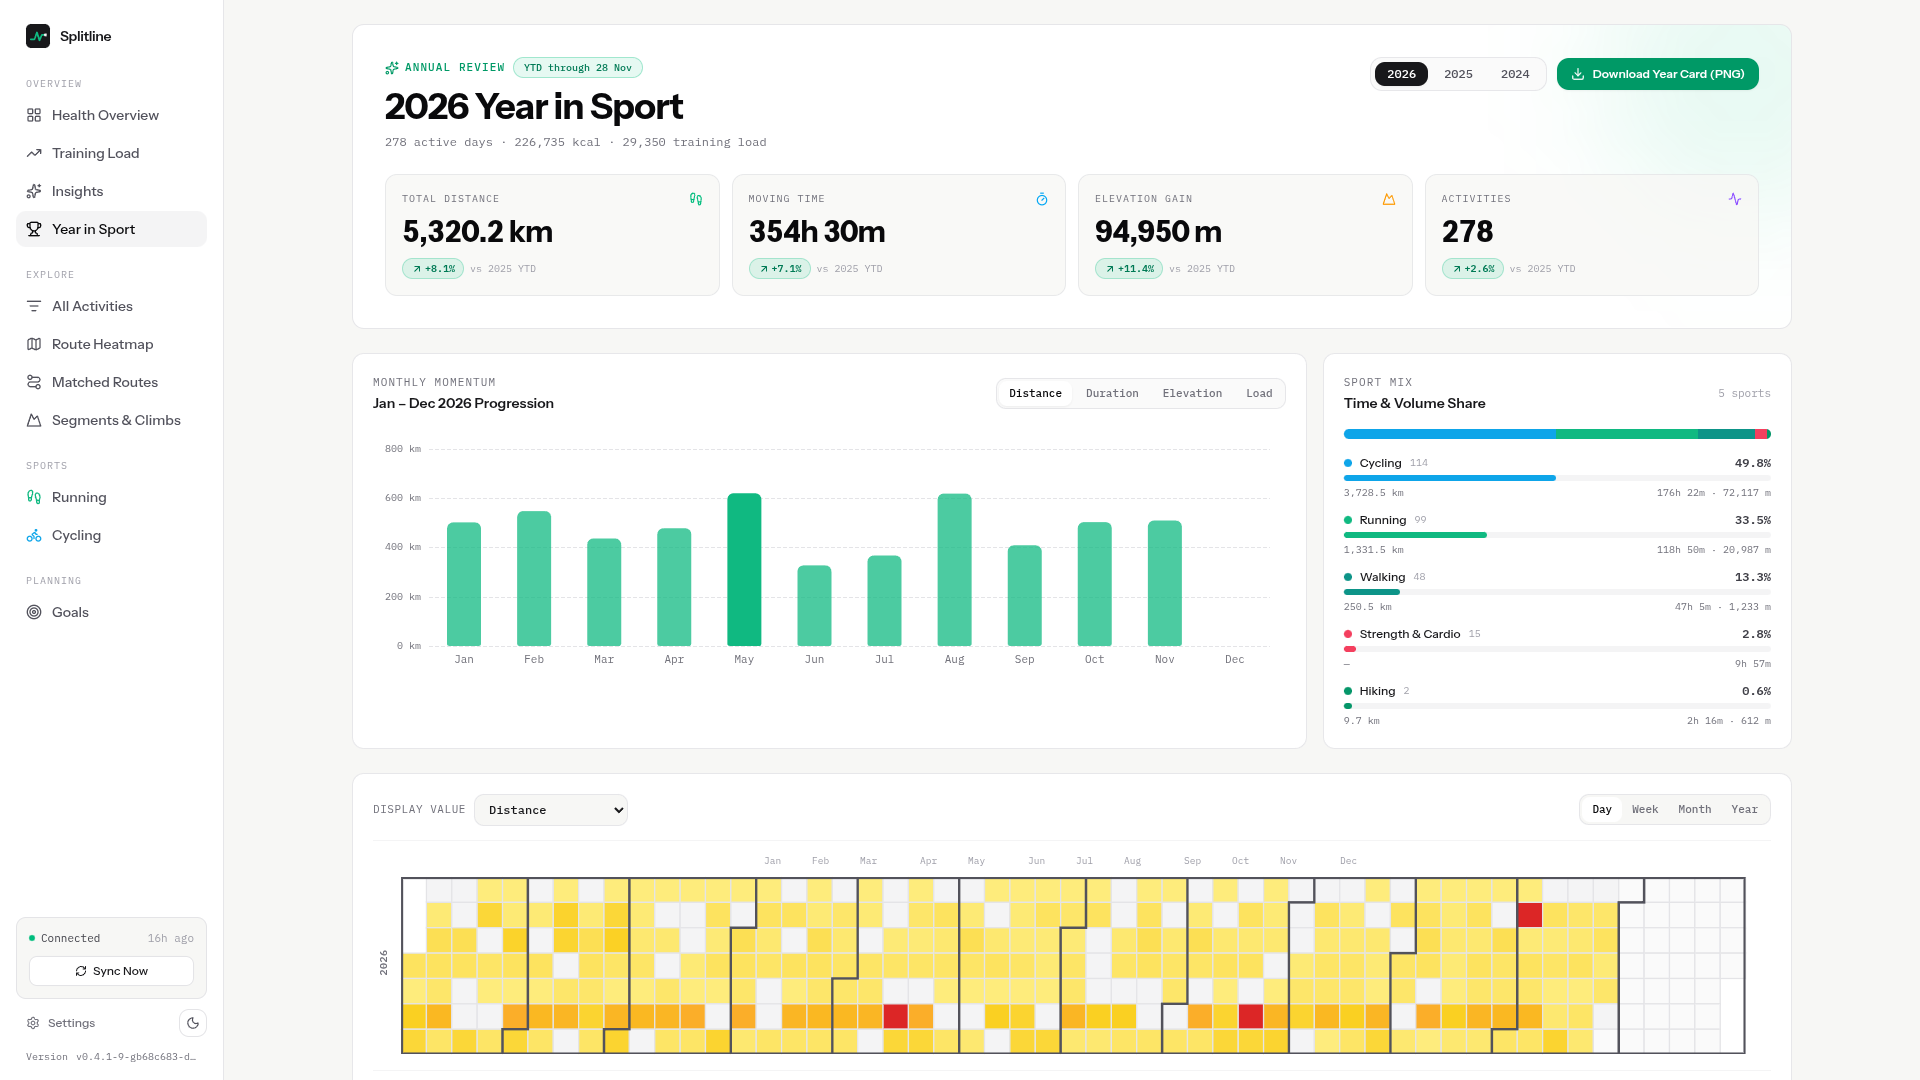 Splitline
OVERVIEW
Health Overview
Training Load
Insights
Year in Sport
EXPLORE
All Activities
Route Heatmap
Matched Routes
Segments & Climbs
SPORTS
Running
Cycling
PLANNING
Goals
Connected 16h ago
Sync Now
Settings
Version v0.4.1-9-gb68c683-d…
ANNUAL REVIEW YTD through 28 Nov
2026 Year in Sport
278 active days · 226,735 kcal · 29,350 training load
2026 2025 2024
Download Year Card (PNG)
TOTAL DISTANCE
5,320.2 km
+8.1% vs 2025 YTD
MOVING TIME
354h 30m
+7.1% vs 2025 YTD
ELEVATION GAIN
94,950 m
+11.4% vs 2025 YTD
ACTIVITIES
278
+2.6% vs 2025 YTD
MONTHLY MOMENTUM
Jan – Dec 2026 Progression
Distance Duration Elevation Load
800 km
600 km
400 km
200 km
0 km
Jan Feb Mar Apr May Jun Jul Aug Sep Oct Nov Dec
SPORT MIX
Time & Volume Share
5 sports
Cycling 114 49.8%
3,728.5 km 176h 22m · 72,117 m
Running 99 33.5%
1,331.5 km 118h 50m · 20,987 m
Walking 48 13.3%
250.5 km 47h 5m · 1,233 m
Strength & Cardio 15 2.8%
— 9h 57m
Hiking 2 0.6%
9.7 km 2h 16m · 612 m
DISPLAY VALUE Distance
Day Week Month Year
Jan Feb Mar Apr May Jun Jul Aug Sep Oct Nov Dec
2026